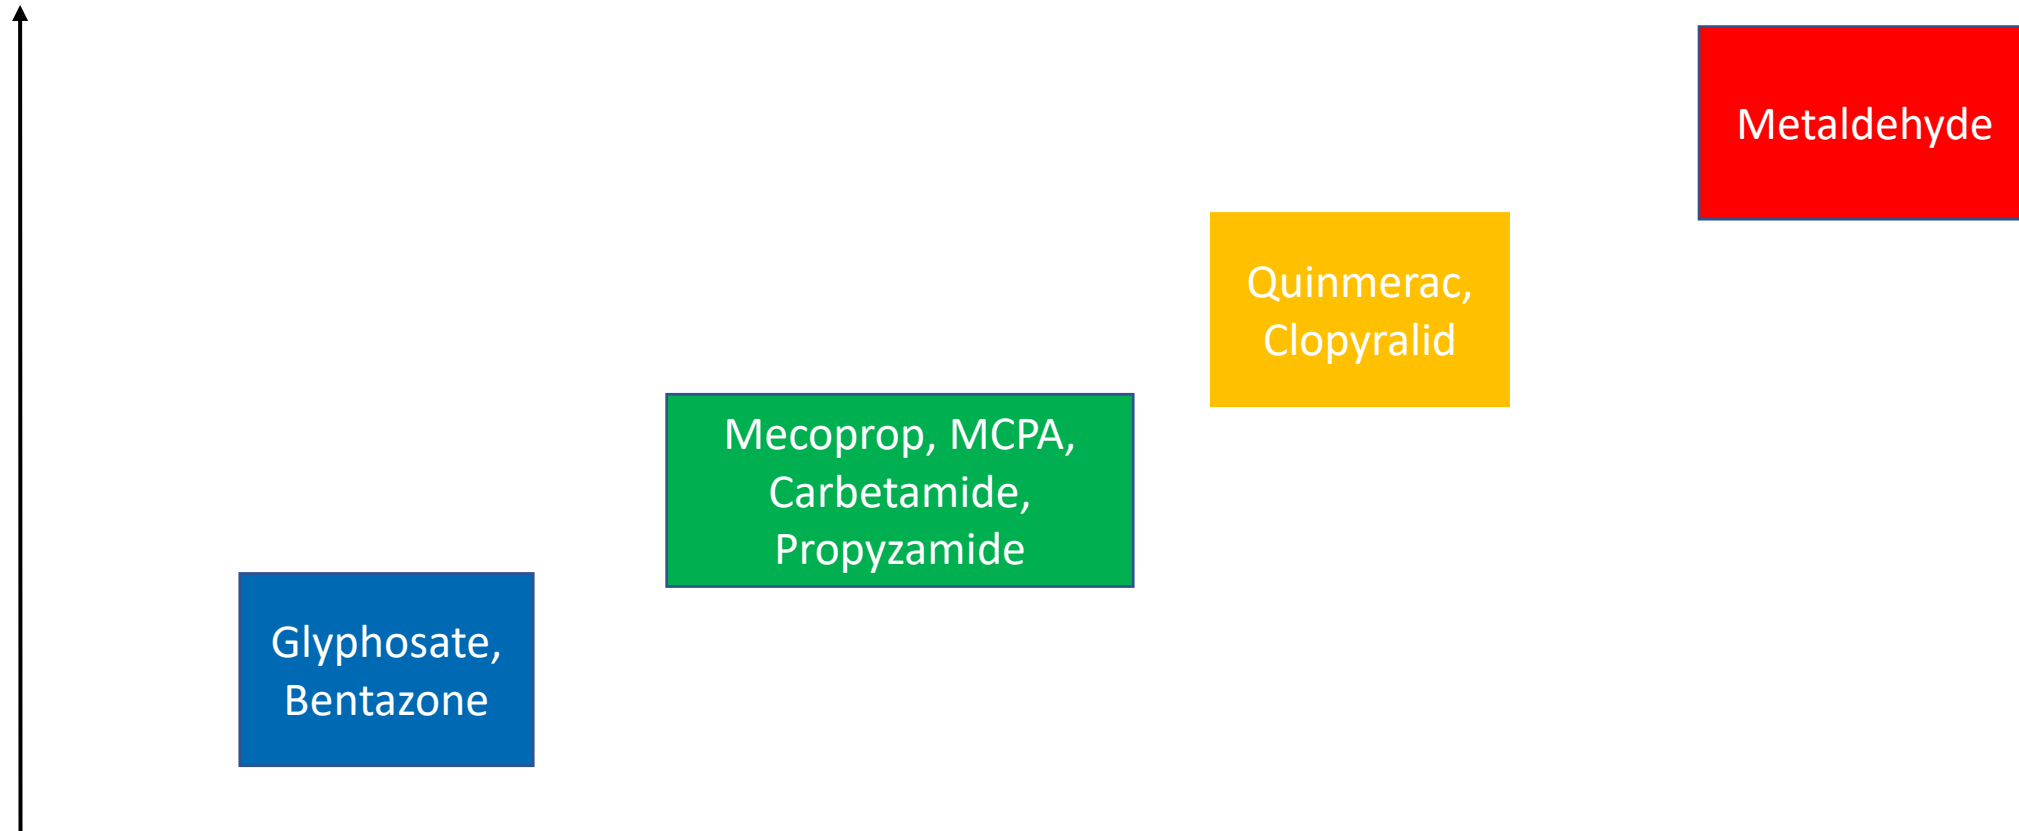 Metaldehyde
Quinmerac,
Clopyralid
Mecoprop, MCPA,
Carbetamide,
Propyzamide
Glyphosate,
Bentazone